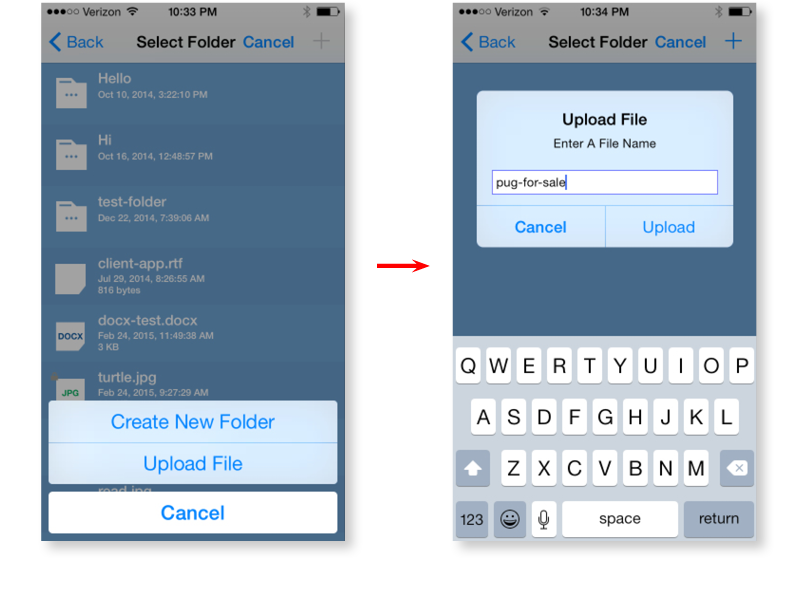 Verizon 10:33 PM
Back Select Folder Cancel +
Hello
Oct 10, 2014, 3:22:10 PM
Hi
Oct 16, 2014, 12:48:57 PM
test-folder
Dec 22, 2014, 7:39:06 AM
client-app.rtf
Jul 29, 2014, 8:26:55 AM
816 bytes
DOCX
docx-test.docx
Feb 24, 2015, 11:49:38 AM
3 KB
JPG
turtle.jpg
Feb 24, 2015, 9:27:29 AM
Create New Folder
Upload File
read.jpg
Cancel
Verizon 10:34 PM
Back Select Folder Cancel +
Upload File
Enter A File Name
pug-for-sale
Cancel Upload
Q W E R T Y U I O P
A S D F G H J K L
Z X C V B N M
123 space return